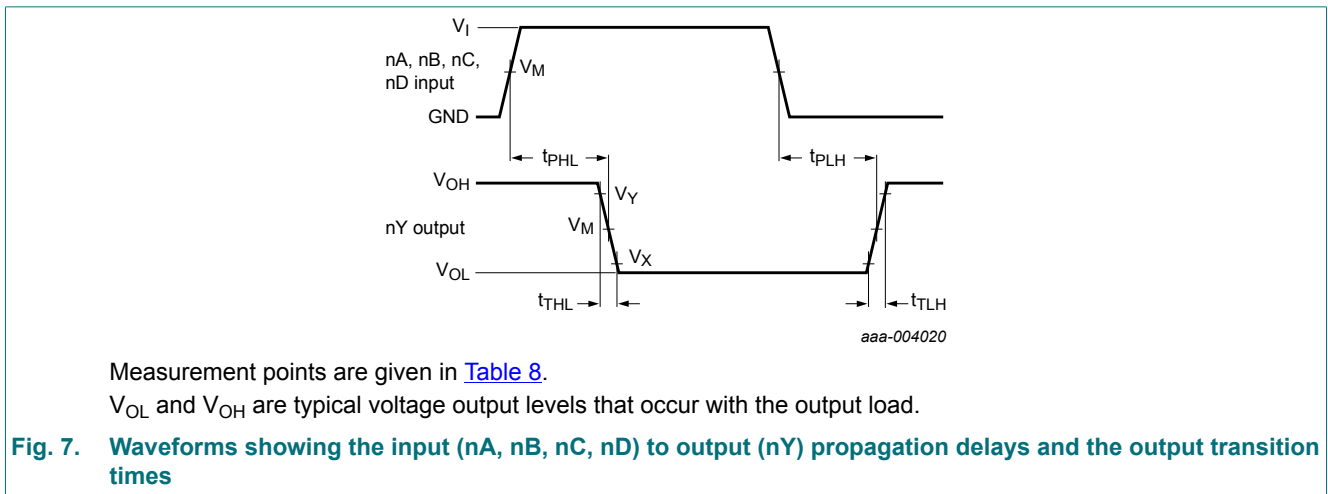 VI
nA, nB, nC,
nD input
VM
GND
tPHL
tPLH
VOH
VY
nY output
VM
VX
VOL
tTHL
tTLH
aaa-004020
Measurement points are given in Table 8.
VOL and VOH are typical voltage output levels that occur with the output load.
Fig. 7. Waveforms showing the input (nA, nB, nC, nD) to output (nY) propagation delays and the output transition
times